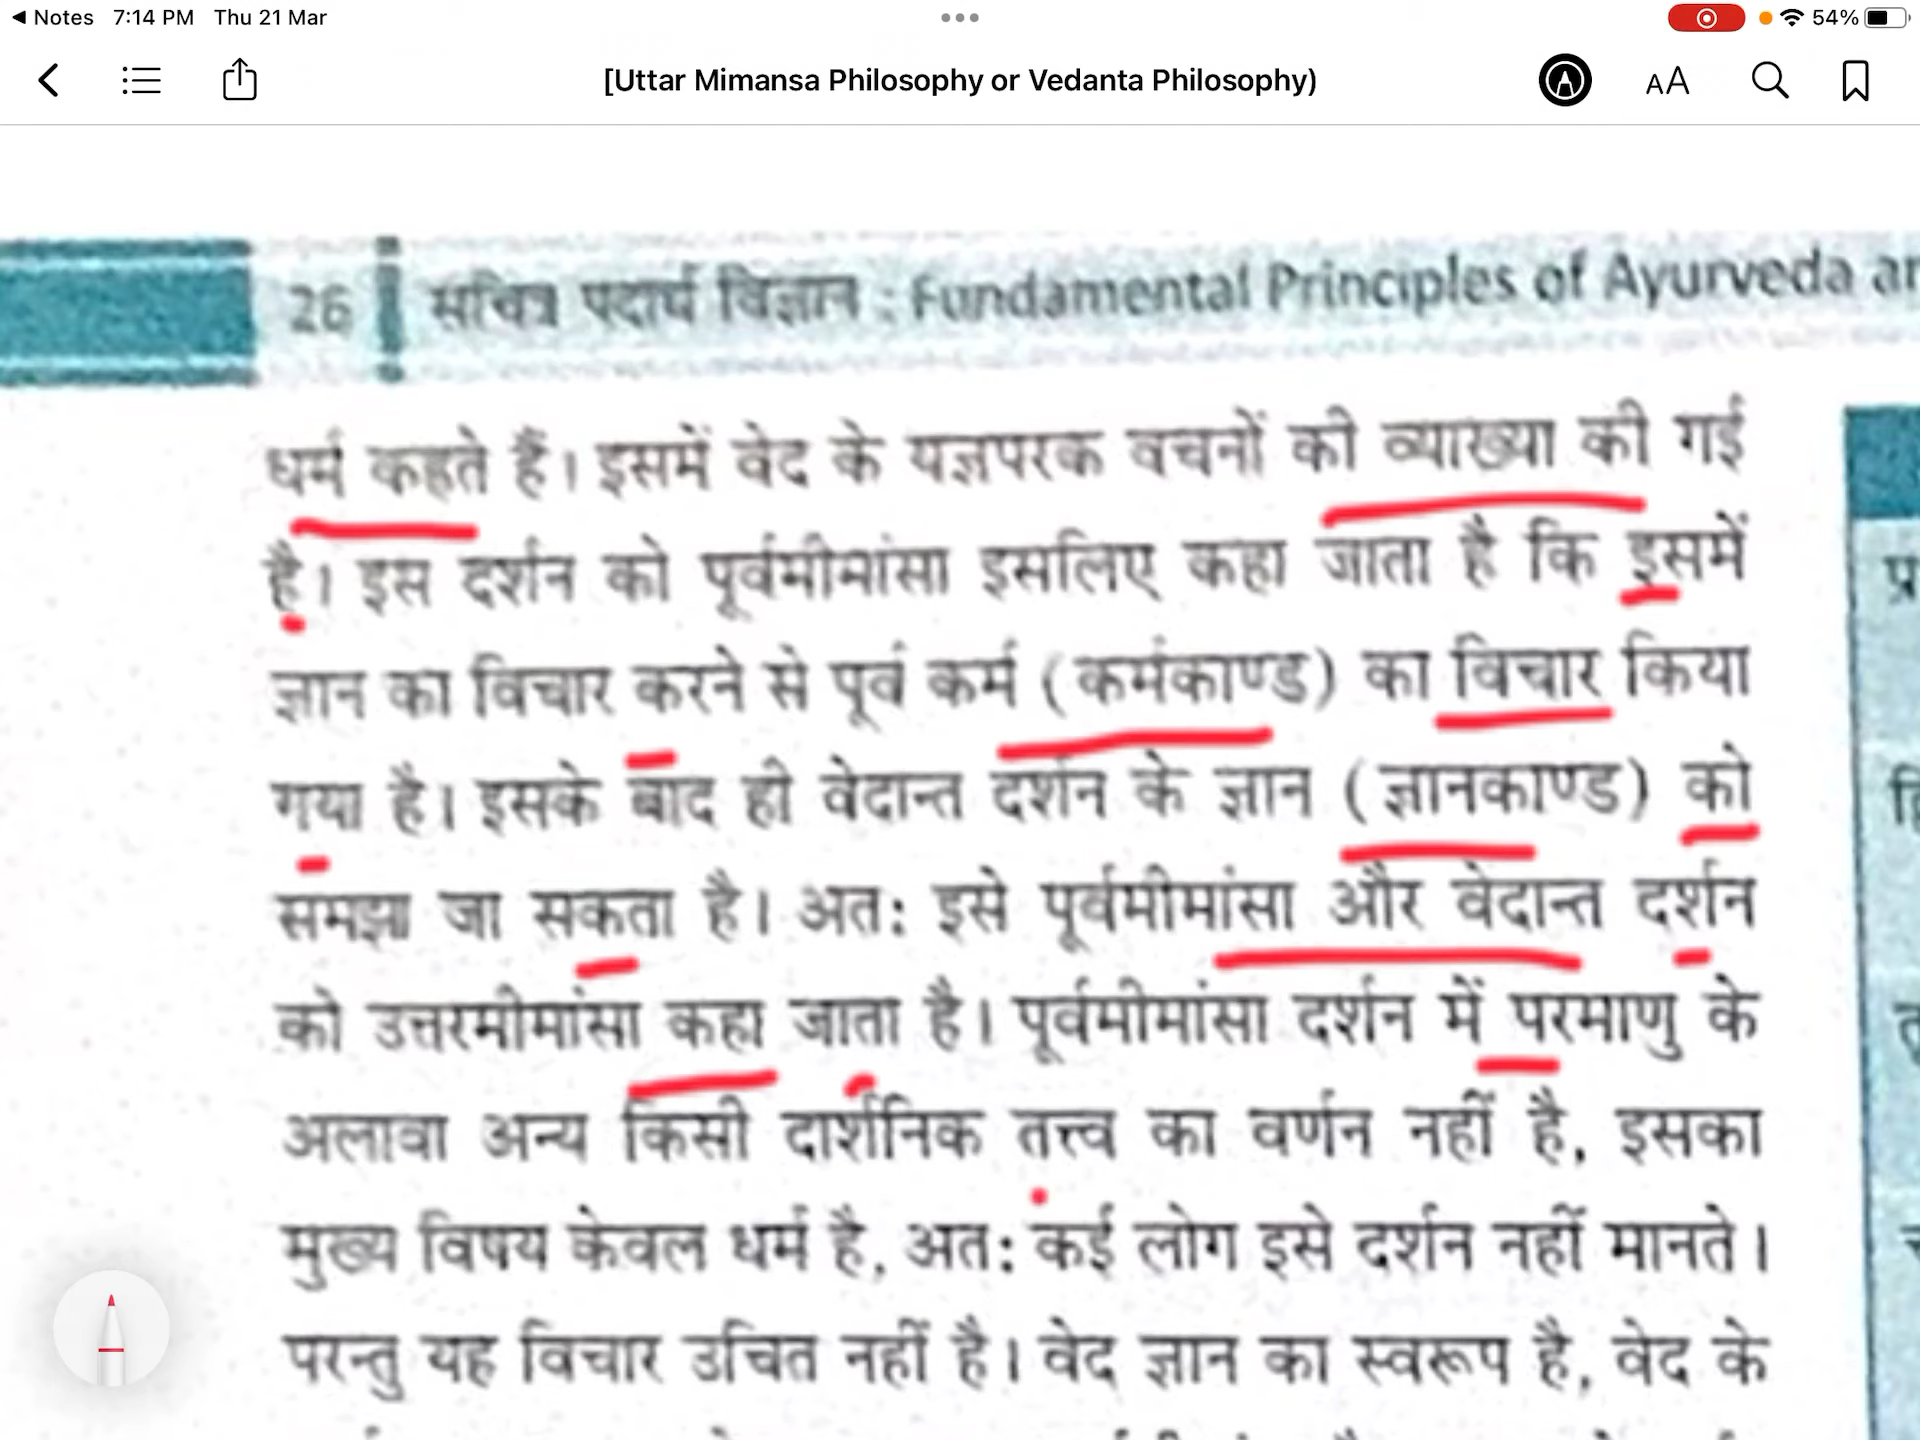 Notes 7:14 PM Thu 21 Mar 54%
[Uttar Mimansa Philosophy or Vedanta Philosophy)
AA
26 सचित्र पदार्थ विज्ञान : Fundamental Principles of Ayurveda an
धर्म कहते हैं। इसमें वेद के यज्ञपरक वचनों की व्याख्या की गई
है। इस दर्शन को पूर्वमीमांसा इसलिए कहा जाता है कि इसमें
ज्ञान का विचार करने से पूर्व कर्म (कर्मकाण्ड) का विचार किया
गया है। इसके बाद ही वेदान्त दर्शन के ज्ञान (ज्ञानकाण्ड) को
समझा जा सकता है। अतः इसे पूर्वमीमांसा और वेदान्त दर्शन
को उत्तरमीमांसा कहा जाता है। पूर्वमीमांसा दर्शन में परमाणु के
अलावा अन्य किसी दार्शनिक तत्त्व का वर्णन नहीं है, इसका
मुख्य विषय केवल धर्म है, अतः कई लोग इसे दर्शन नहीं मानते।
परन्तु यह विचार उचित नहीं है। वेद ज्ञान का स्वरूप है, वेद के